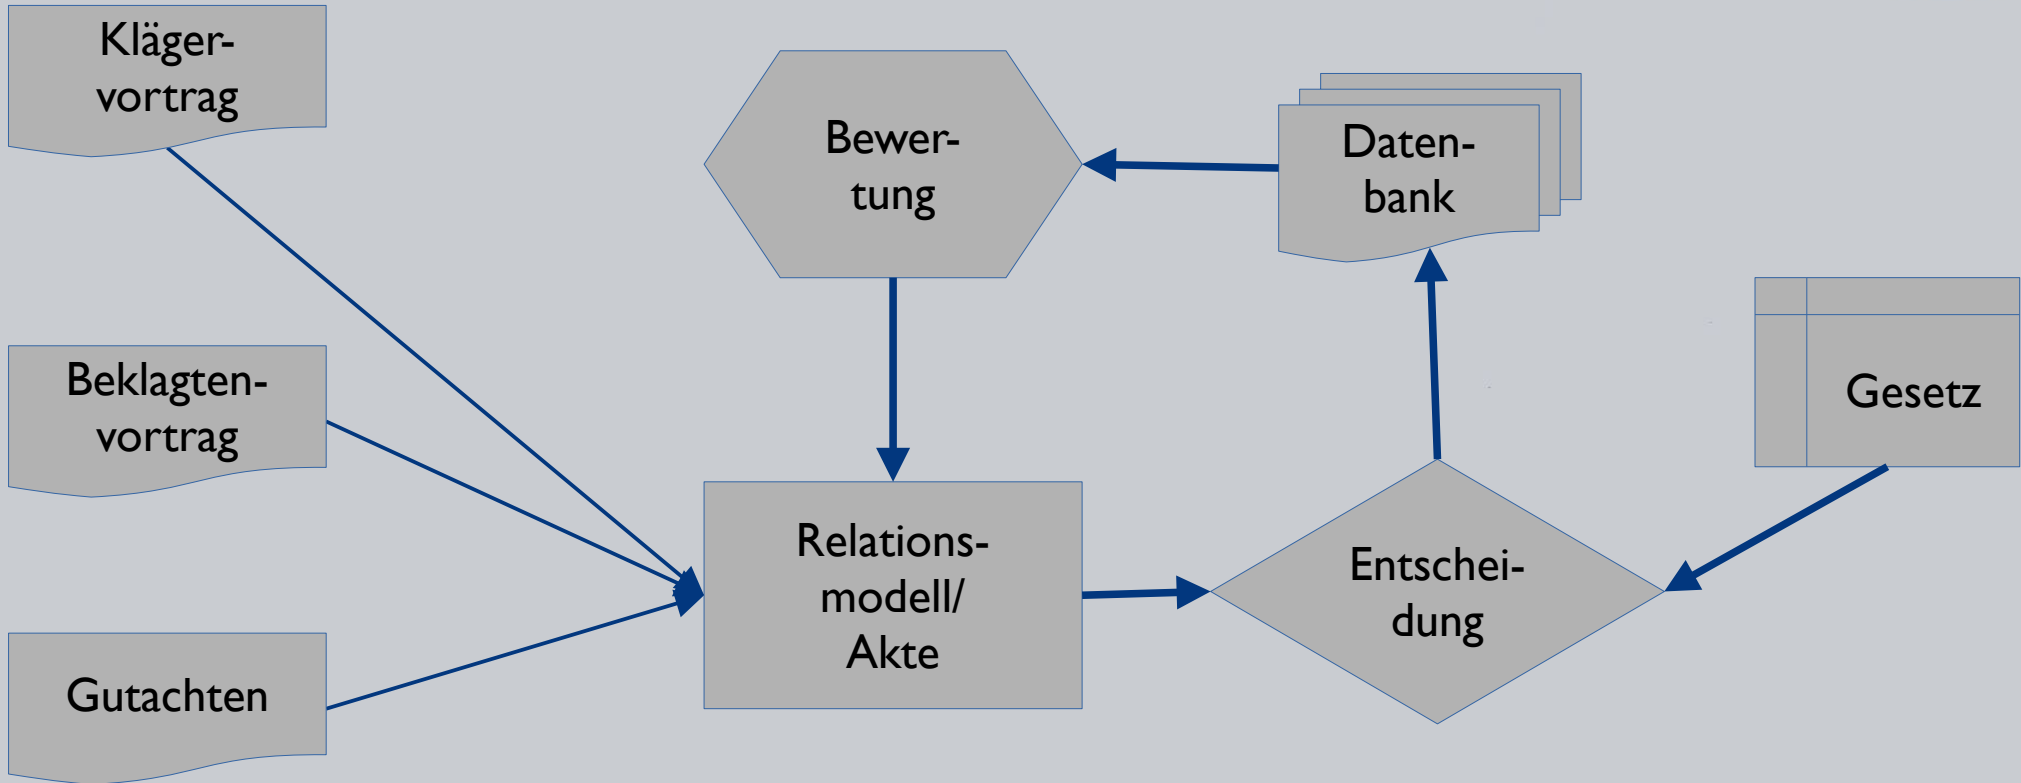 Kläger-
vortrag
Bewer-
tung
Daten-
bank
Beklagten-
vortrag
Gesetz
Relations-
modell/
Akte
Entschei-
dung
Gutachten